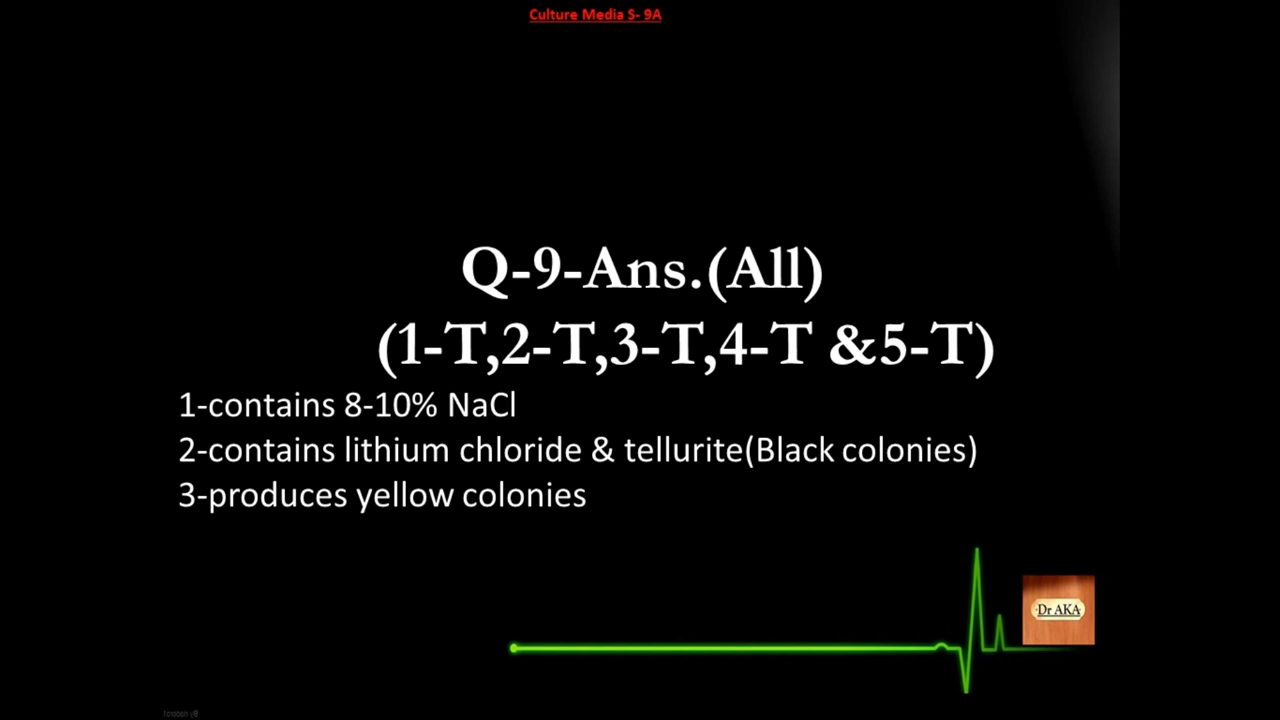 Culture Media S- 9A
Q-9-Ans.(All)
(1-T,2-T,3-T,4-T &5-T)
1-contains 8-10% NaCl
2-contains lithium chloride & tellurite(Black colonies)
3-produces yellow colonies
Dr AKA